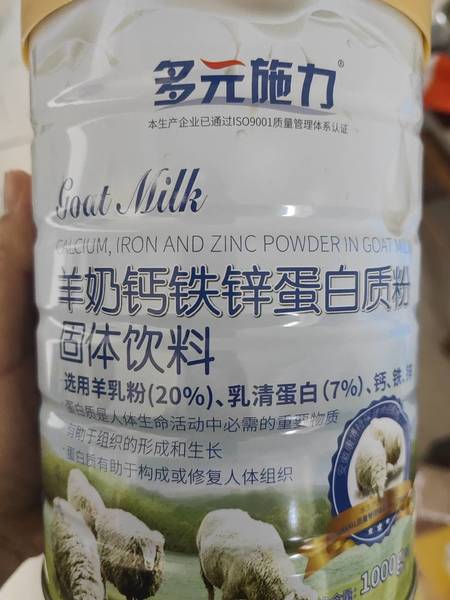 多元施力®
本生产企业已通过ISO9001质量管理体系认证
Goat Milk
CALCIUM, IRON AND ZINC POWDER IN GOAT MILK
羊奶钙铁锌蛋白质粉
固体饮料
选用羊乳粉(20%)、乳清蛋白(7%)、钙、铁、锌
蛋白质是人体生命活动中必需的重要物质
有助于组织的形成和生长
蛋白质有助于构成或修复人体组织
1000g